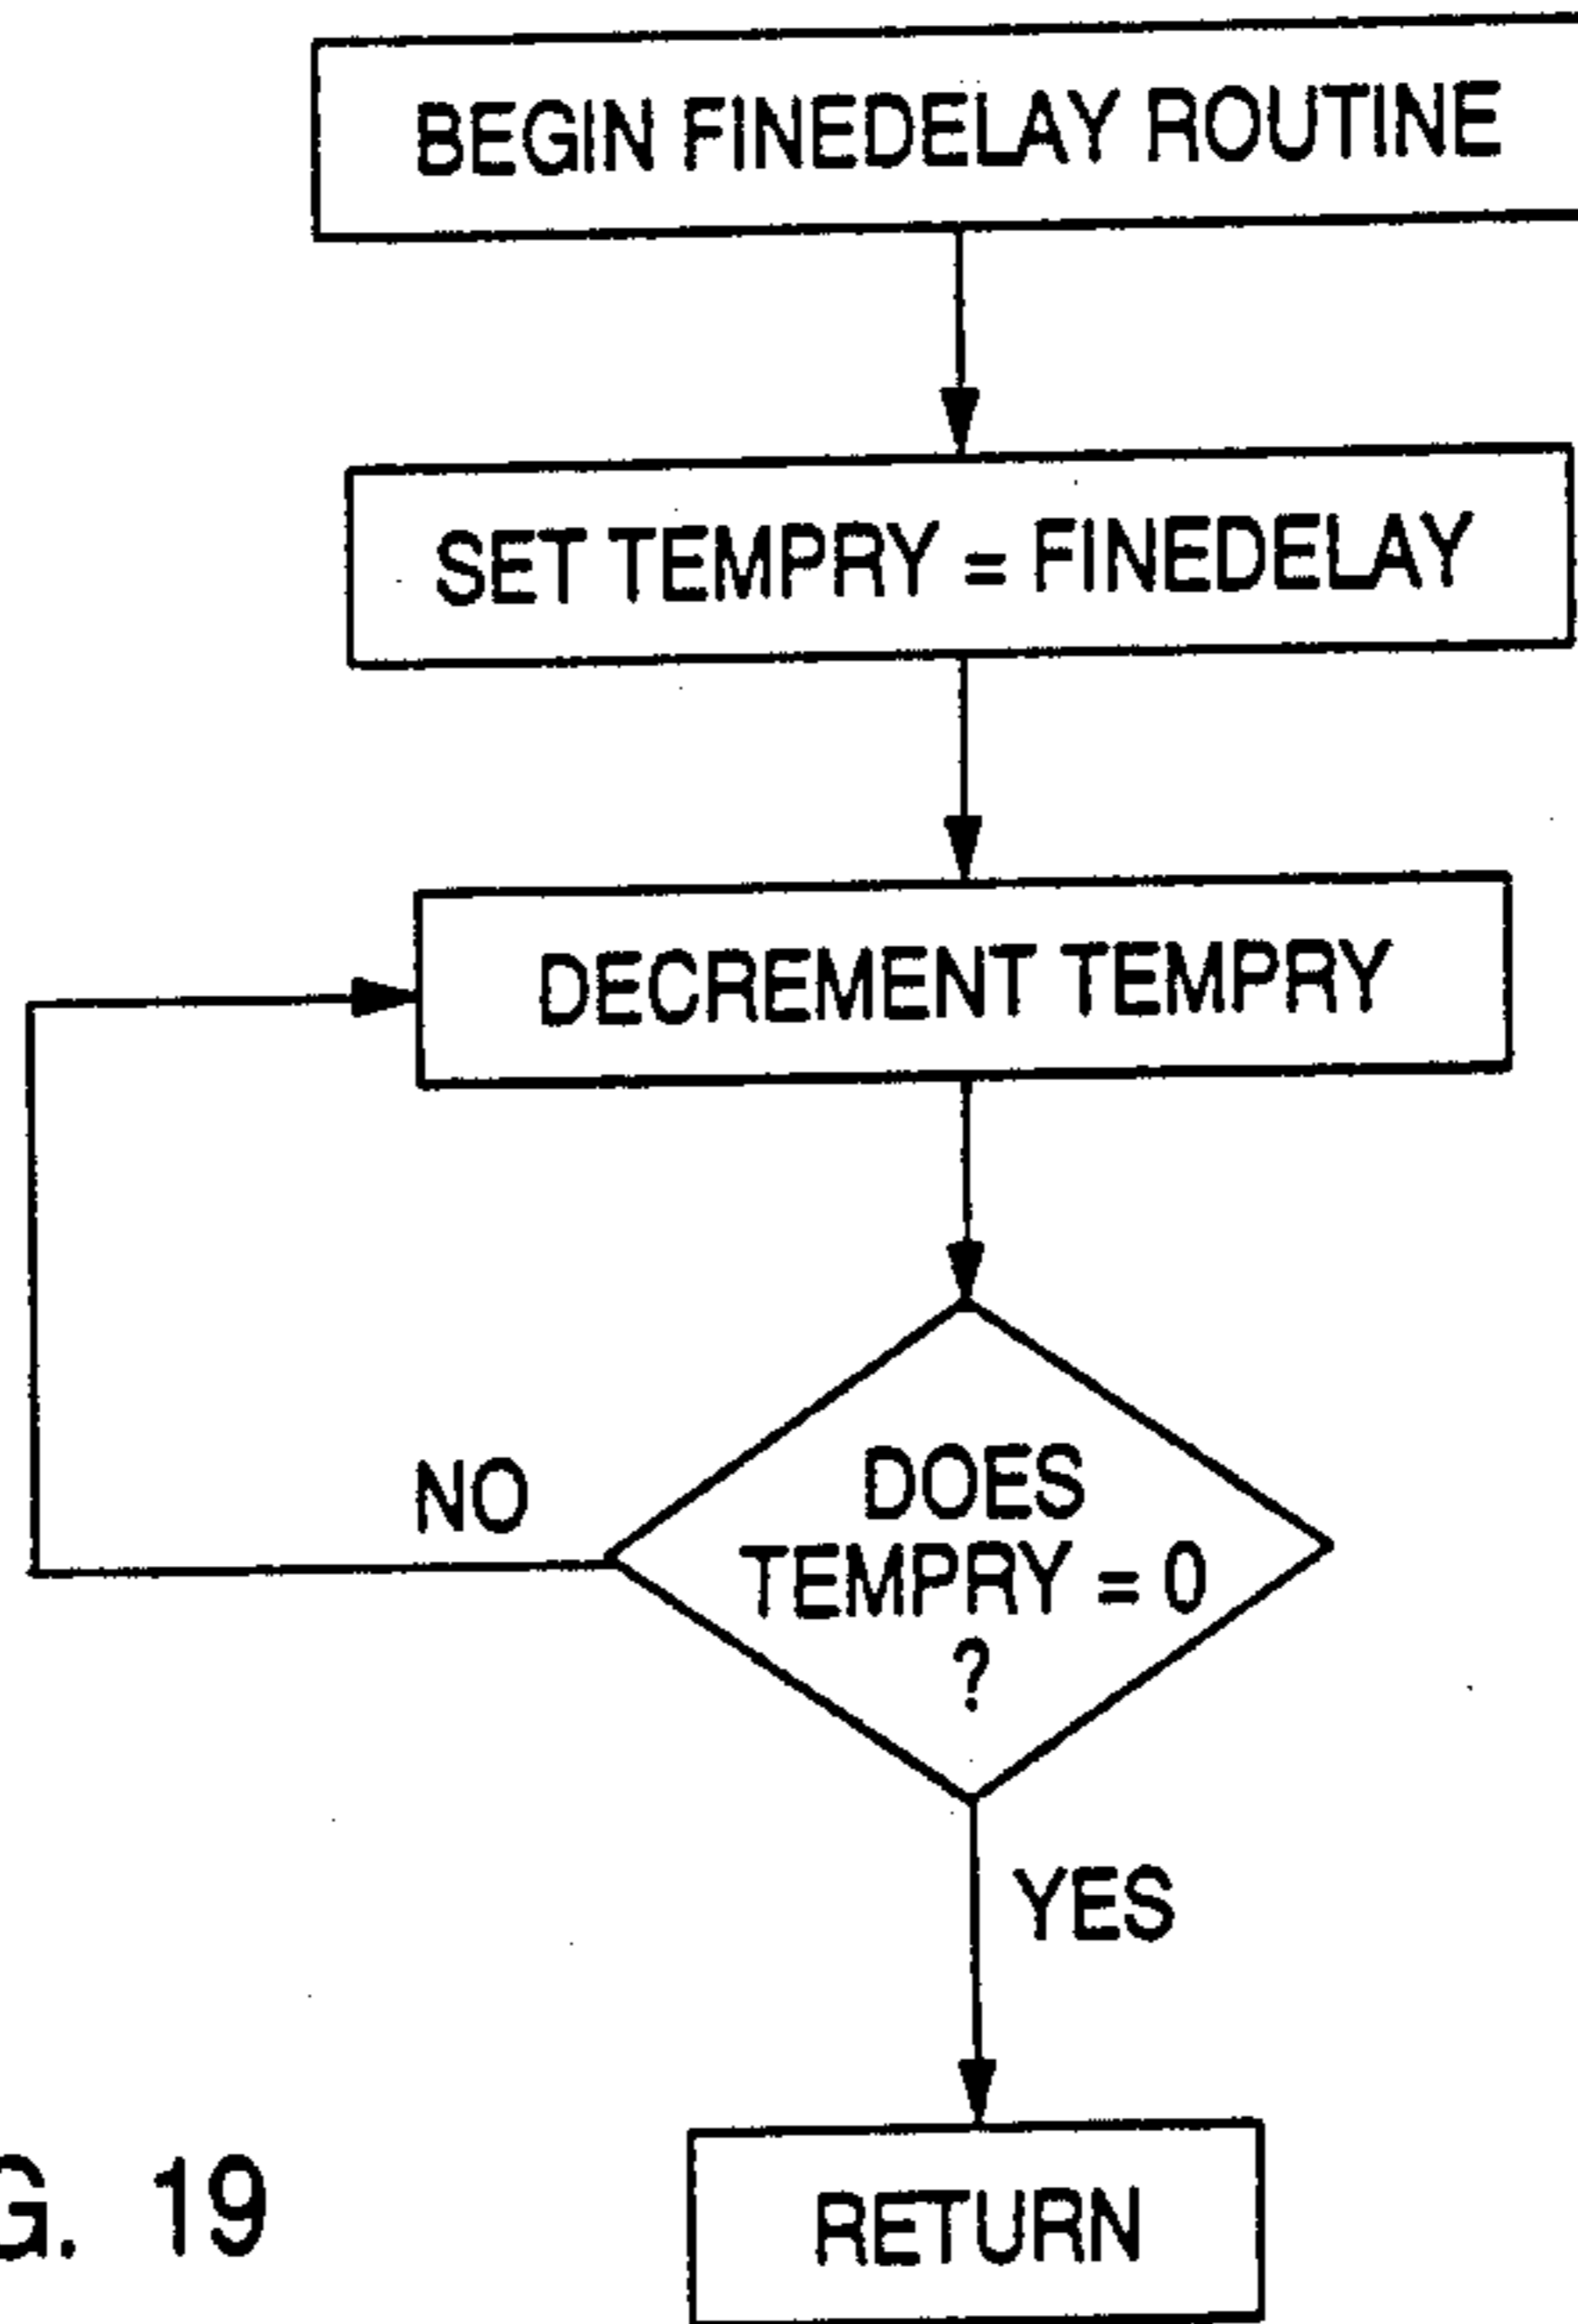 BEGIN FINEDELAY ROUTINE
SET TEMPRY = FINEDELAY
DECREMENT TEMPRY
NO
DOES
TEMPRY = 0
?
YES
RETURN
G. 19